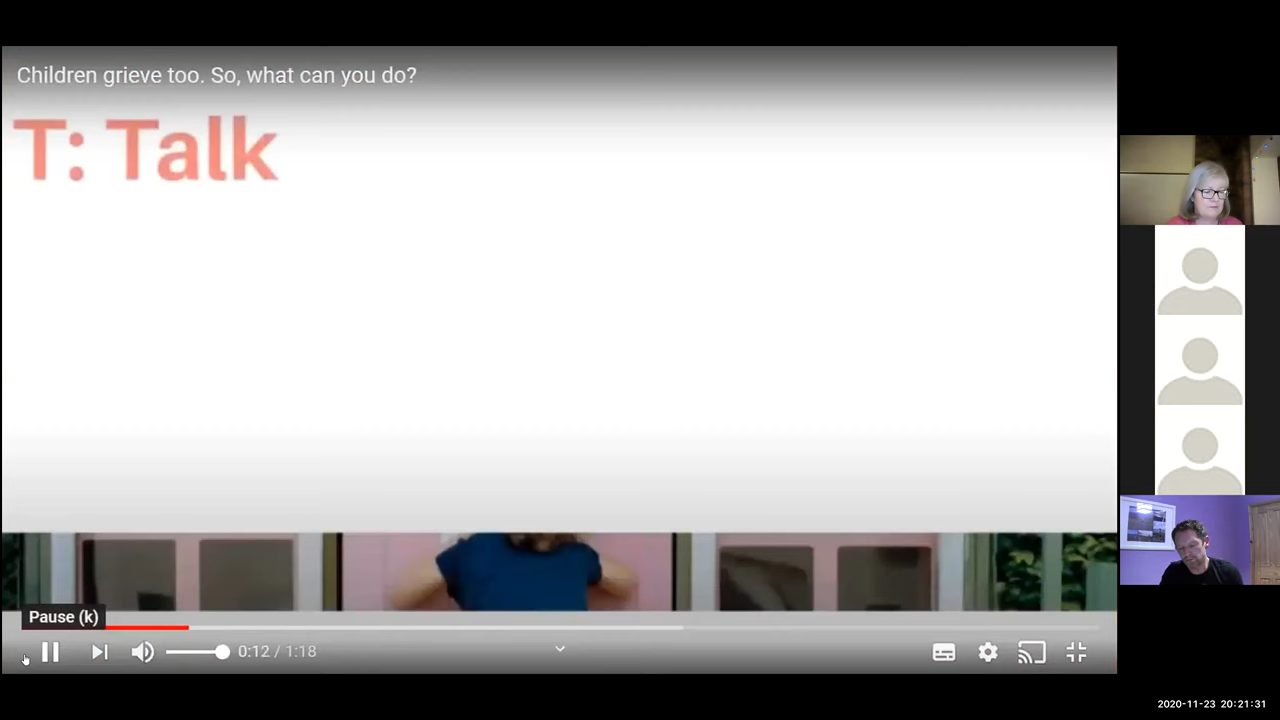 Children grieve too. So, what can you do?
T: Talk
Pause (k)
0:12 / 1:18
2020-11-23 20:21:31